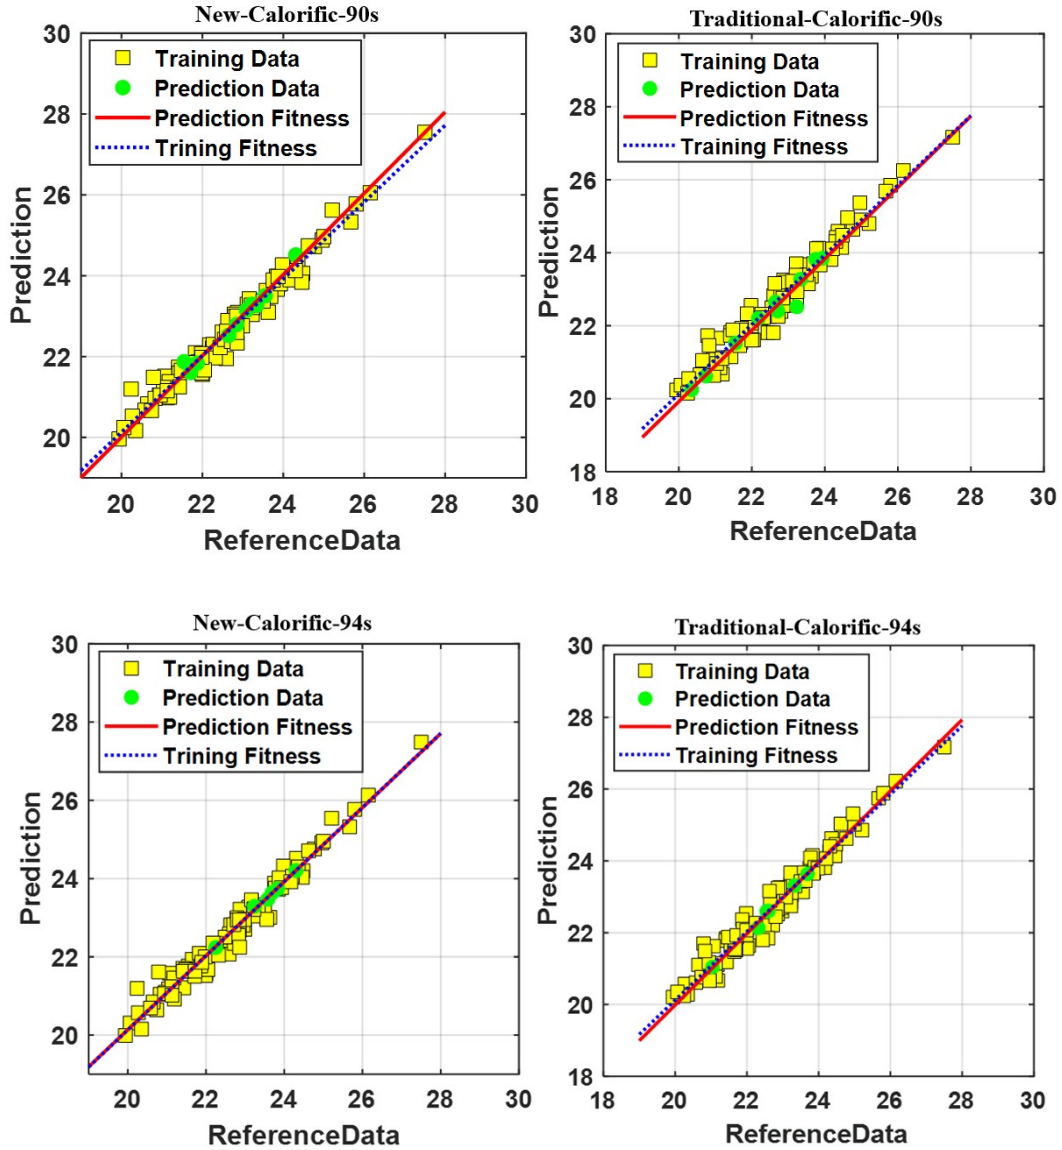 New-Calorific-90s
30
28
26
24
22
20
Prediction
Training Data
Prediction Data
Prediction Fitness
Trining Fitness
20 22 24 26 28 30
ReferenceData
Traditional-Calorific-90s
30
28
26
24
22
20
18
Prediction
Training Data
Prediction Data
Prediction Fitness
Training Fitness
18 20 22 24 26 28 30
ReferenceData
New-Calorific-94s
30
28
26
24
22
20
Prediction
Training Data
Prediction Data
Prediction Fitness
Trining Fitness
20 22 24 26 28 30
ReferenceData
Traditional-Calorific-94s
30
28
26
24
22
20
18
Prediction
Training Data
Prediction Data
Prediction Fitness
Training Fitness
18 20 22 24 26 28 30
ReferenceData